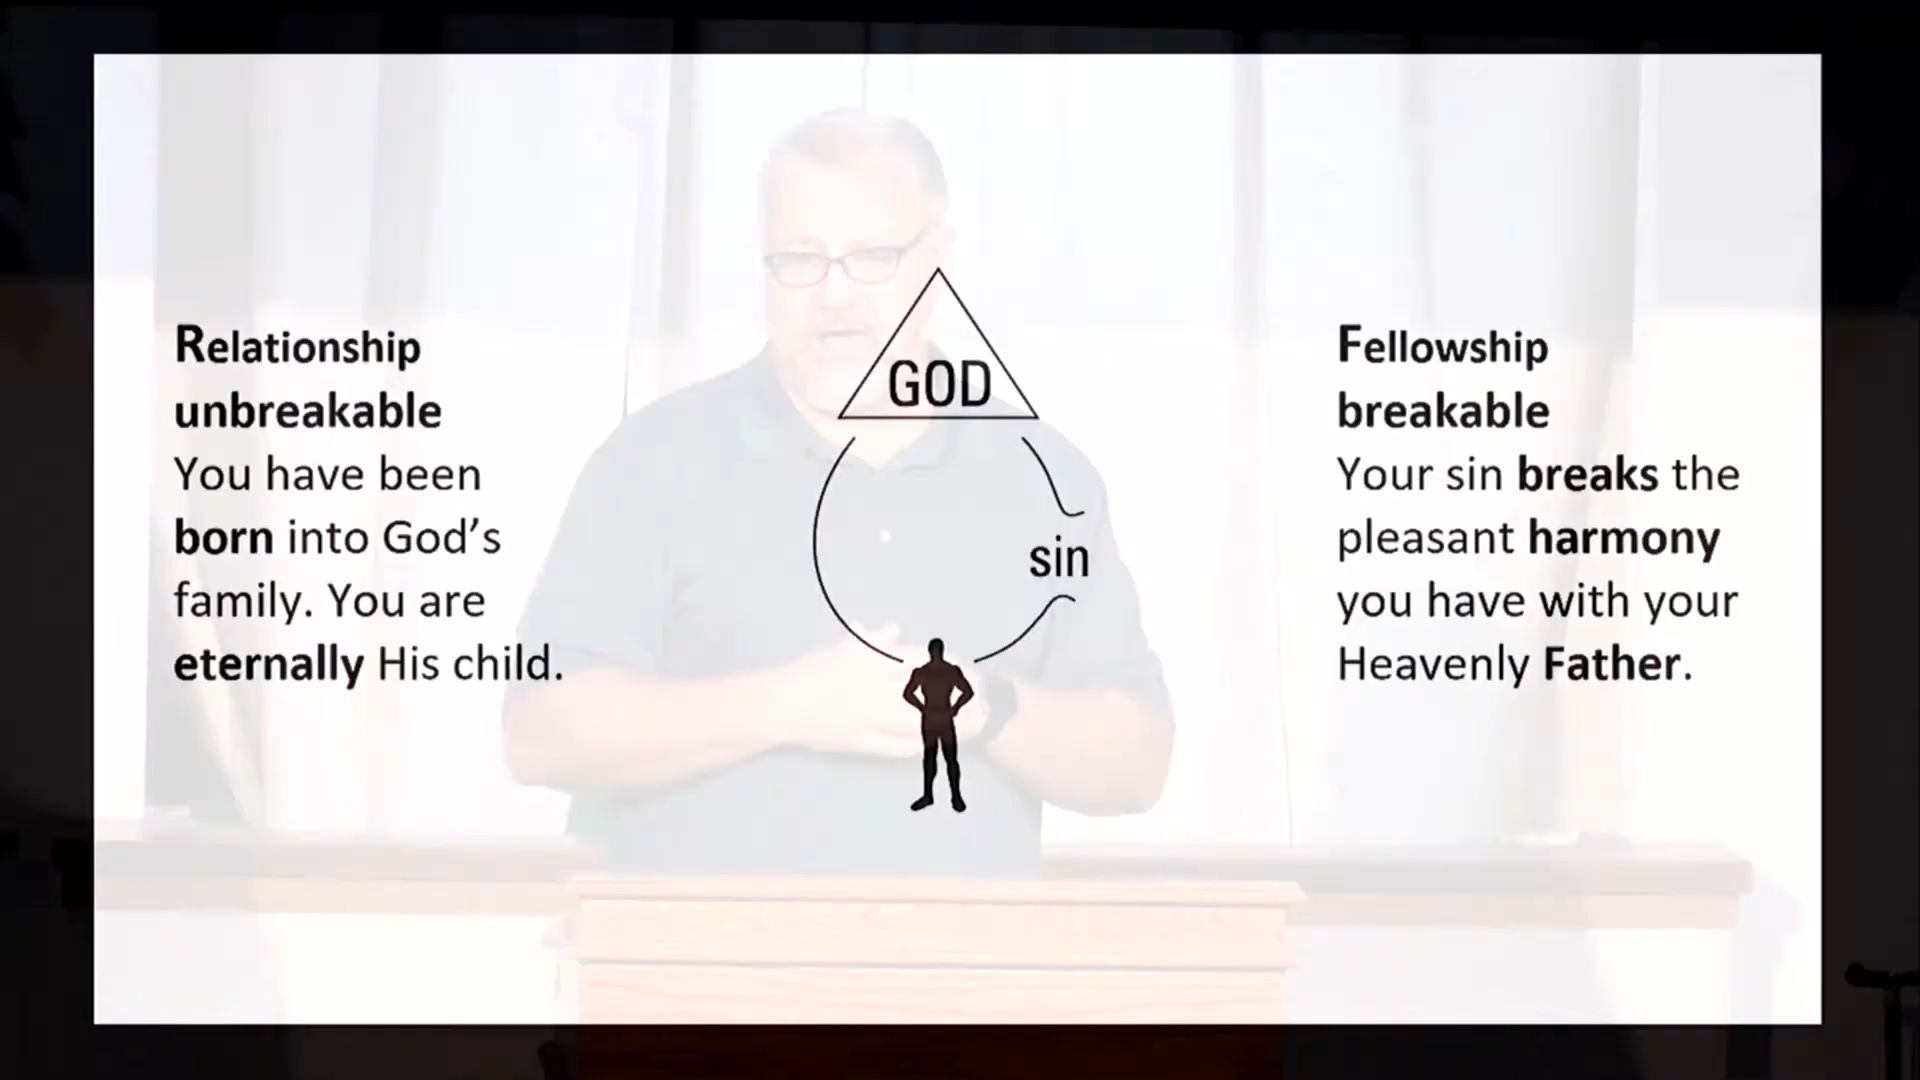 Relationship
unbreakable
You have been
born into God's
family. You are
eternally His child.
GOD
sin
Fellowship
breakable
Your sin breaks the
pleasant harmony
you have with your
Heavenly Father.